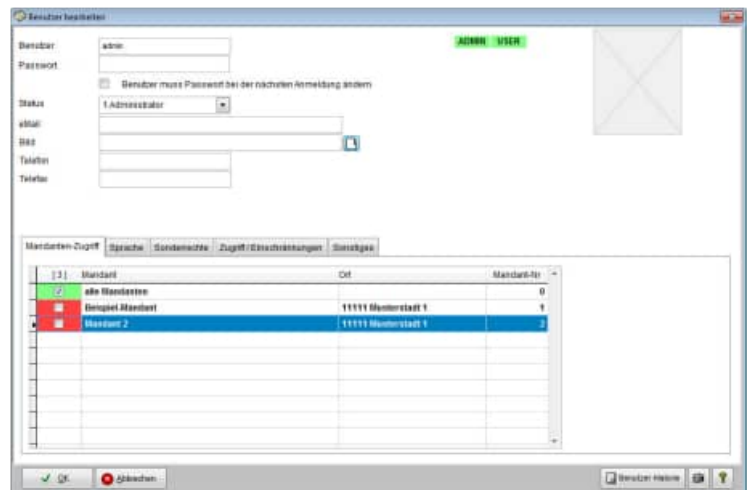 Benutzer bearbeiten
Benutzer admin ADMIN USER
Passwort
Benutzer muss Passwort bei der nächsten Anmeldung ändern
Status 1 Administrator
eMail
Bild
Telefon
Telefax
Mandanten-Zugriff Sprache Sonderrechte Zugriff / Einschränkungen Sonstiges
[ 3 ] Mandant Ort Mandant-Nr
alle Mandanten 0
Beispiel-Mandant 11111 Musterstadt 1 1
Mandant 2 11111 Musterstadt 1 2
OK Abbrechen Benutzer Historie